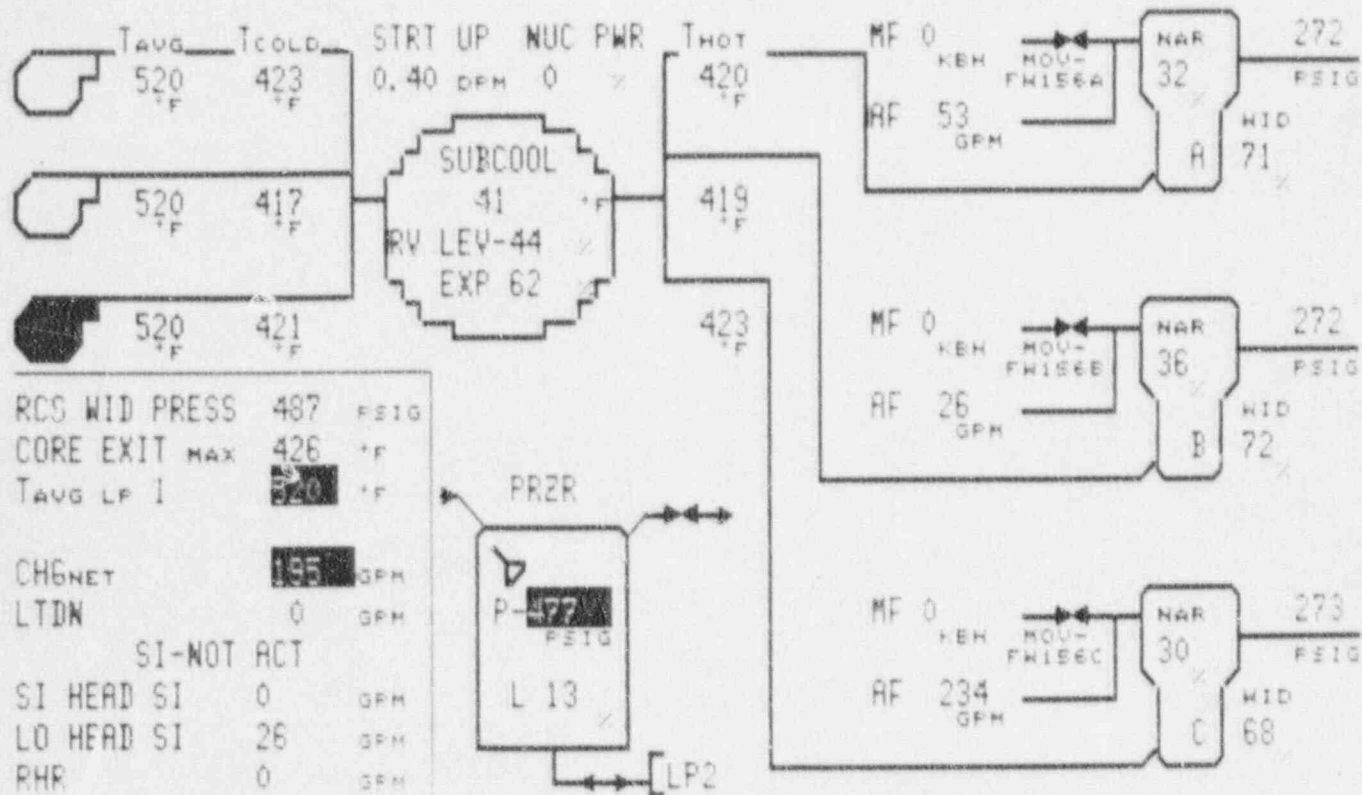 TAVG TCOLD STRT UP NUC PWR THOT
520 °F 423 °F 0.40 DPM 0 % 420 °F
520 °F 417 °F 419 °F
520 °F 421 °F 423 °F
SUBCOOL
41 °F
RV LEV-44 %
EXP 62 %
MF 0 KBH
MOV-FW156A
AF 53 GPM
NAR
32 %
A
272
PSIG
WID
71 %
MF 0 KBH
MOV-FW156B
AF 26 GPM
NAR
36 %
B
272
PSIG
WID
72 %
MF 0 KBH
MOV-FW156C
AF 234 GPM
NAR
30 %
C
273
PSIG
WID
68 %
RCS WID PRESS 487 PSIG
CORE EXIT MAX 426 °F
TAVG LP 1 520 °F
CHGNET 195 GPM
LTDN 0 GPM
SI-NOT ACT
SI HEAD SI 0 GPM
LO HEAD SI 26 GPM
RHR 0 GPM
PRZR
P-477
PSIG
L 13 %
LP2